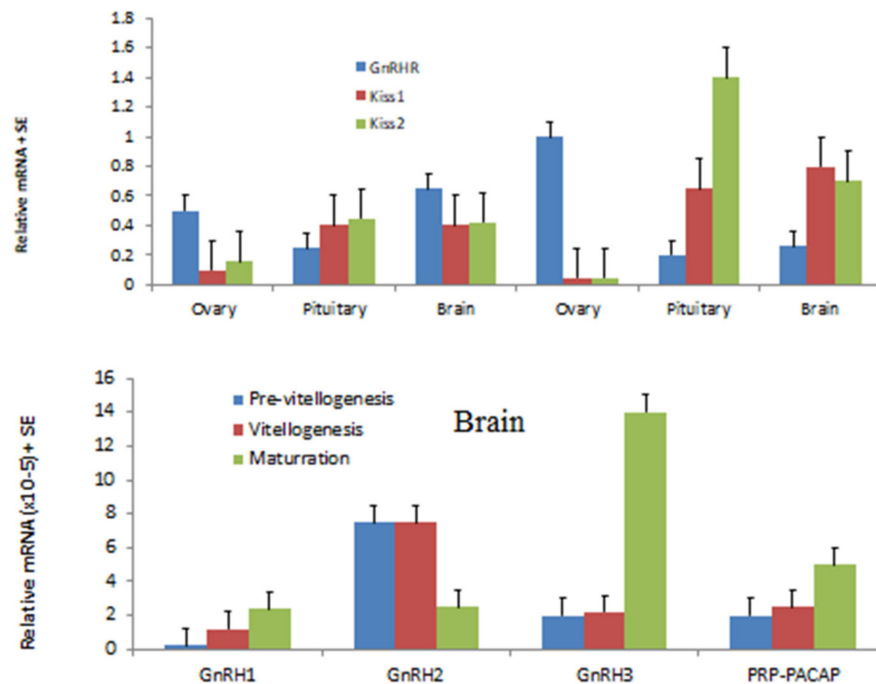 1.8
1.6
1.4
1.2
1
0.8
0.6
0.4
0.2
0
Relative mRNA + SE
GnRHR
Kiss1
Kiss2
Ovary Pituitary Brain Ovary Pituitary Brain
16
14
12
10
8
6
4
2
0
Relative mRNA (x10-5)+ SE
Pre-vitellogenesis
Vitellogenesis
Maturration
Brain
GnRH1 GnRH2 GnRH3 PRP-PACAP